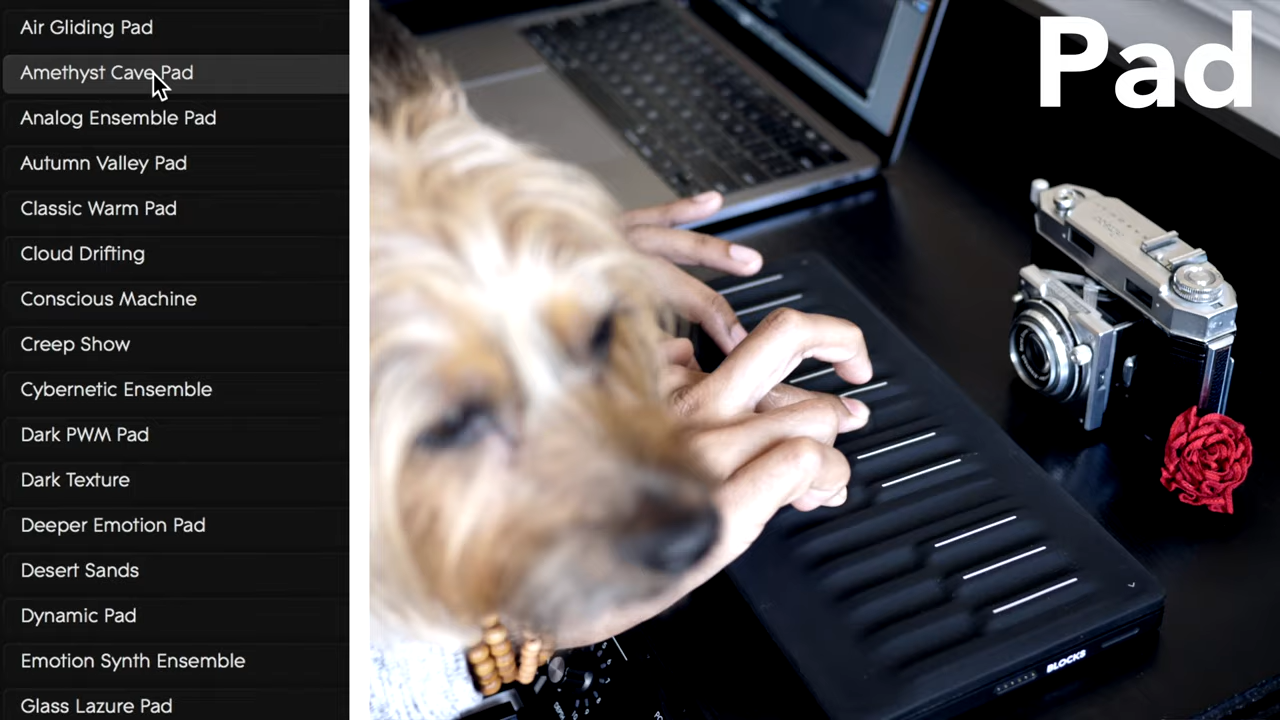 Air Gliding Pad
Amethyst Cave Pad
Analog Ensemble Pad
Autumn Valley Pad
Classic Warm Pad
Cloud Drifting
Conscious Machine
Creep Show
Cybernetic Ensemble
Dark PWM Pad
Dark Texture
Deeper Emotion Pad
Desert Sands
Dynamic Pad
Emotion Synth Ensemble
Glass Lazure Pad
Pad
BLOCKS